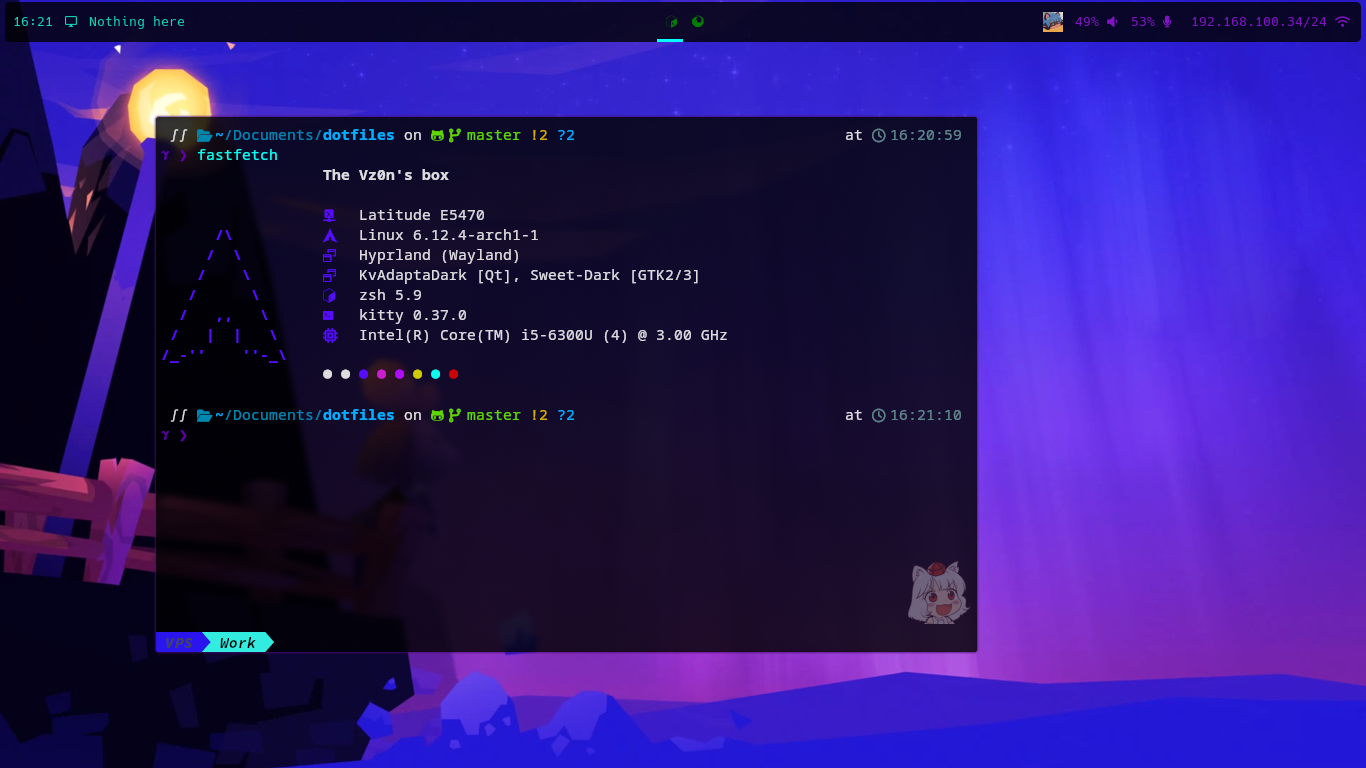 16:21 Nothing here 49% 53% 192.168.100.34/24
∫∫ ~/Documents/dotfiles on master !2 ?2 at 16:20:59
γ ❯ fastfetch
The Vz0n's box
Latitude E5470
Linux 6.12.4-arch1-1
Hyprland (Wayland)
KvAdaptaDark [Qt], Sweet-Dark [GTK2/3]
zsh 5.9
kitty 0.37.0
Intel(R) Core(TM) i5-6300U (4) @ 3.00 GHz
∫∫ ~/Documents/dotfiles on master !2 ?2 at 16:21:10
γ ❯
VPS Work